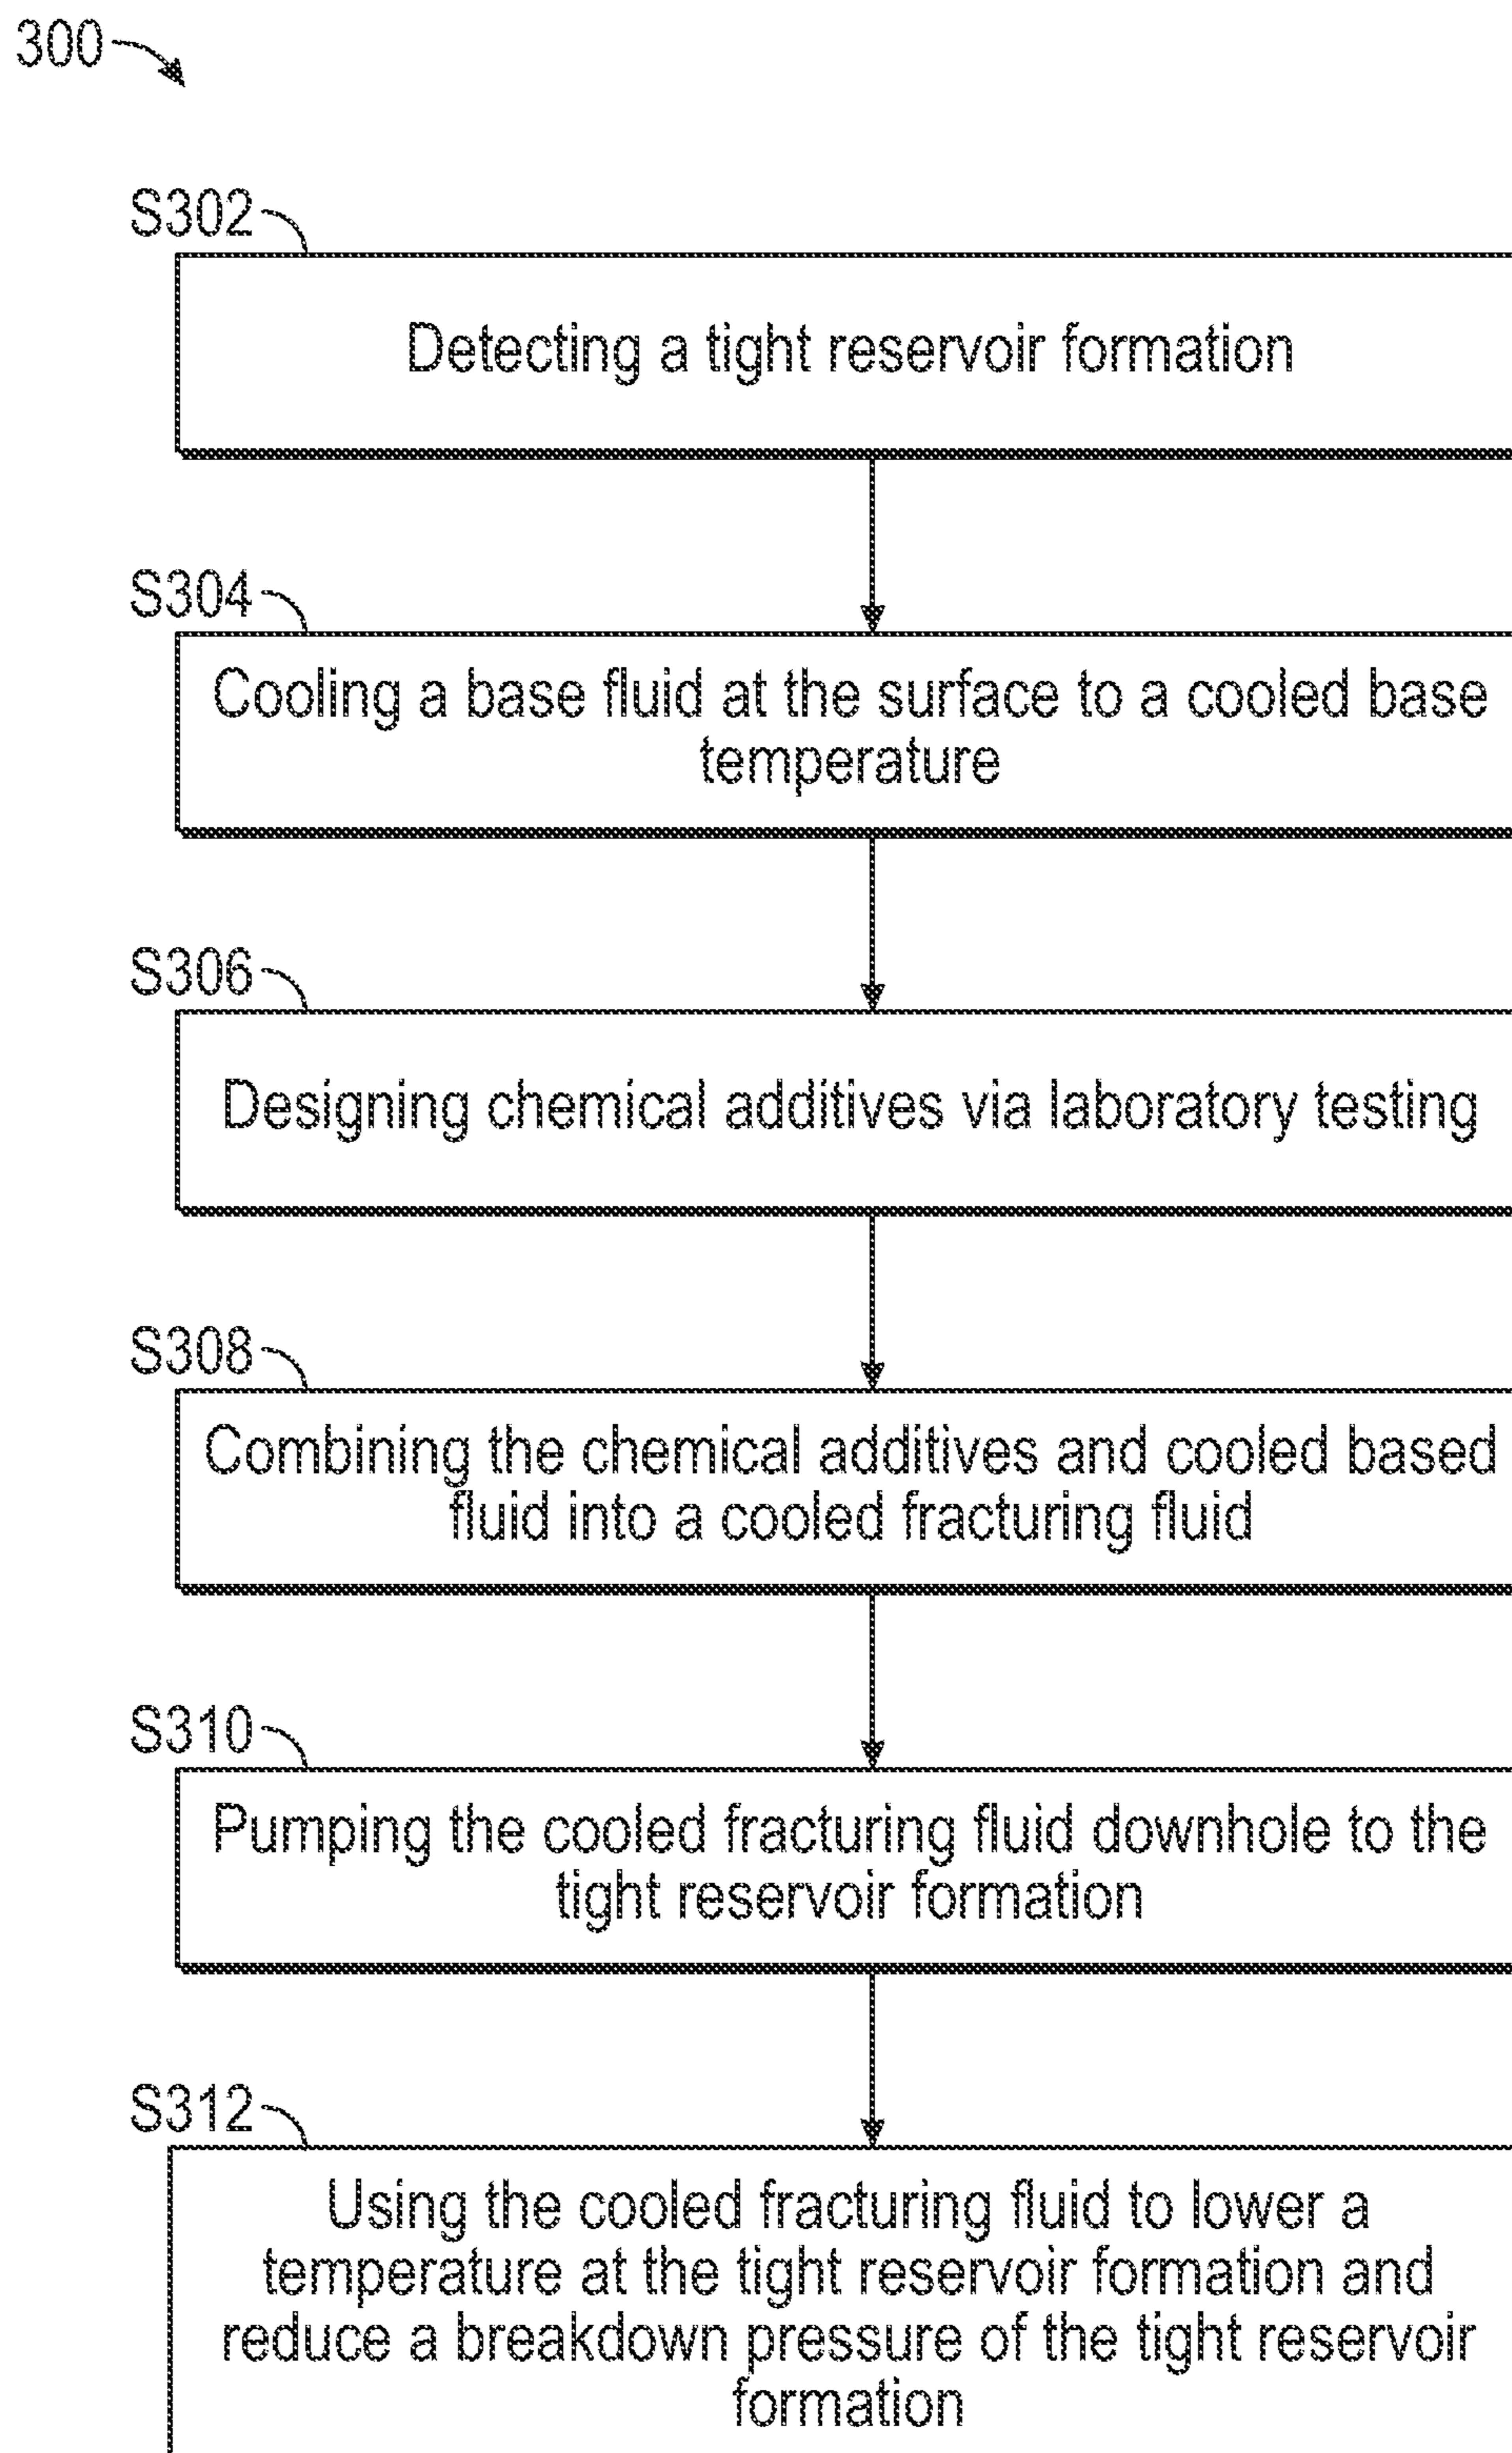 300
S302
Detecting a tight reservoir formation
S304
Cooling a base fluid at the surface to a cooled base
temperature
S306
Designing chemical additives via laboratory testing
S308
Combining the chemical additives and cooled based
fluid into a cooled fracturing fluid
S310
Pumping the cooled fracturing fluid downhole to the
tight reservoir formation
S312
Using the cooled fracturing fluid to lower a
temperature at the tight reservoir formation and
reduce a breakdown pressure of the tight reservoir
formation